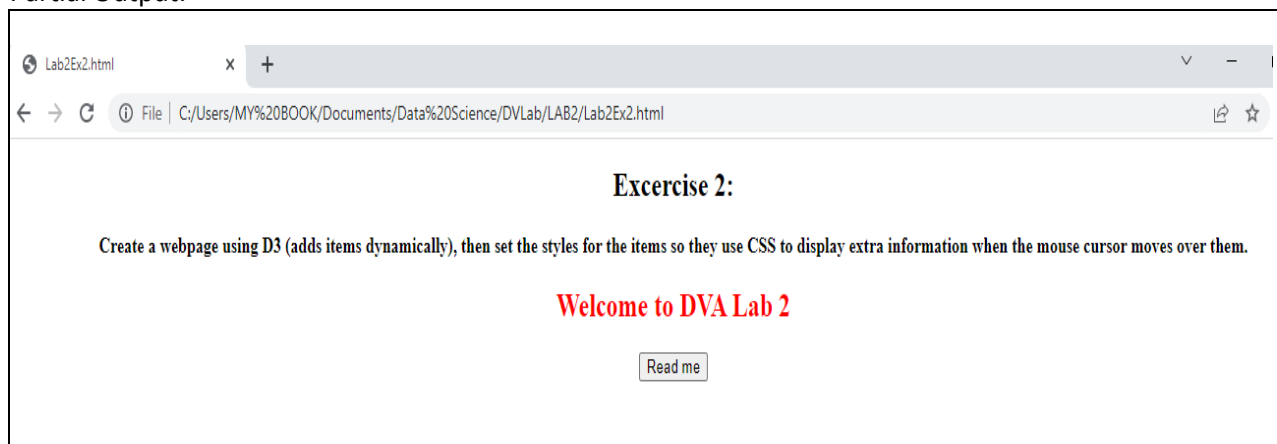 Lab2Ex2.html
File | C:/Users/MY%20BOOK/Documents/Data%20Science/DVLab/LAB2/Lab2Ex2.html
Excercise 2:
Create a webpage using D3 (adds items dynamically), then set the styles for the items so they use CSS to display extra information when the mouse cursor moves over them.
Welcome to DVA Lab 2
Read me